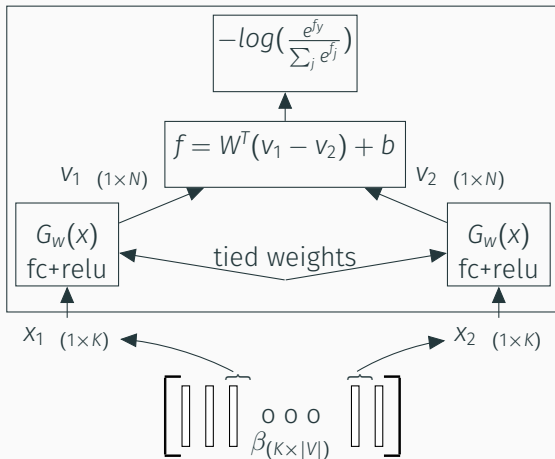 −log(e^{f_y} / ∑_j e^{f_j})
f = W^T(v_1 − v_2) + b
v_1 (1×N) v_2 (1×N)
G_w(x) G_w(x)
fc+relu tied weights fc+relu
x_1 (1×K) x_2 (1×K)
o o o
β_(K×|V|)